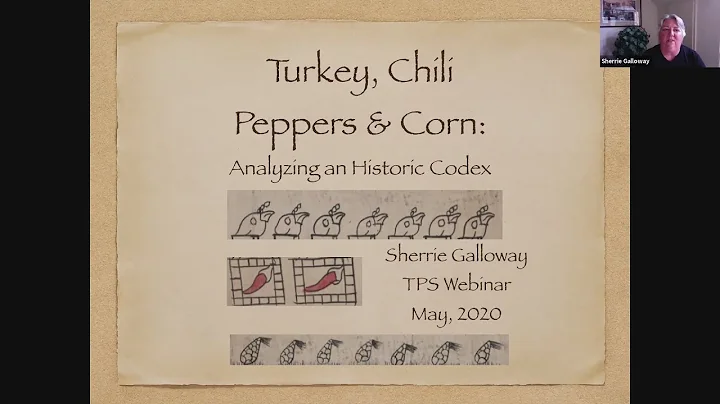 Turkey, Chili
Peppers & Corn:
Analyzing an Historic Codex
Sherrie Galloway
TPS Webinar
May, 2020
Sherrie Galloway